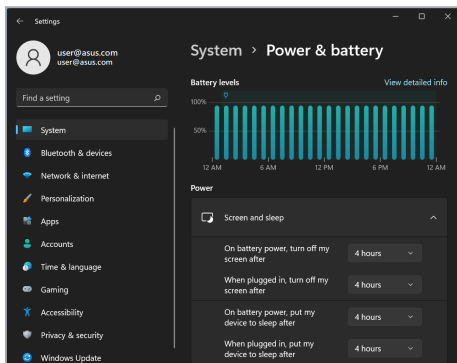 Settings
user@asus.com
user@asus.com
Find a setting
System
Bluetooth & devices
Network & internet
Personalization
Apps
Accounts
Time & language
Gaming
Accessibility
Privacy & security
Windows Update
System > Power & battery
Battery levels
View detailed info
100%
50%
12 AM 6 AM 12 PM 6 PM 12 AM
Power
Screen and sleep
On battery power, turn off my
screen after
4 hours
When plugged in, turn off my
screen after
4 hours
On battery power, put my
device to sleep after
4 hours
When plugged in, put my
device to sleep after
4 hours